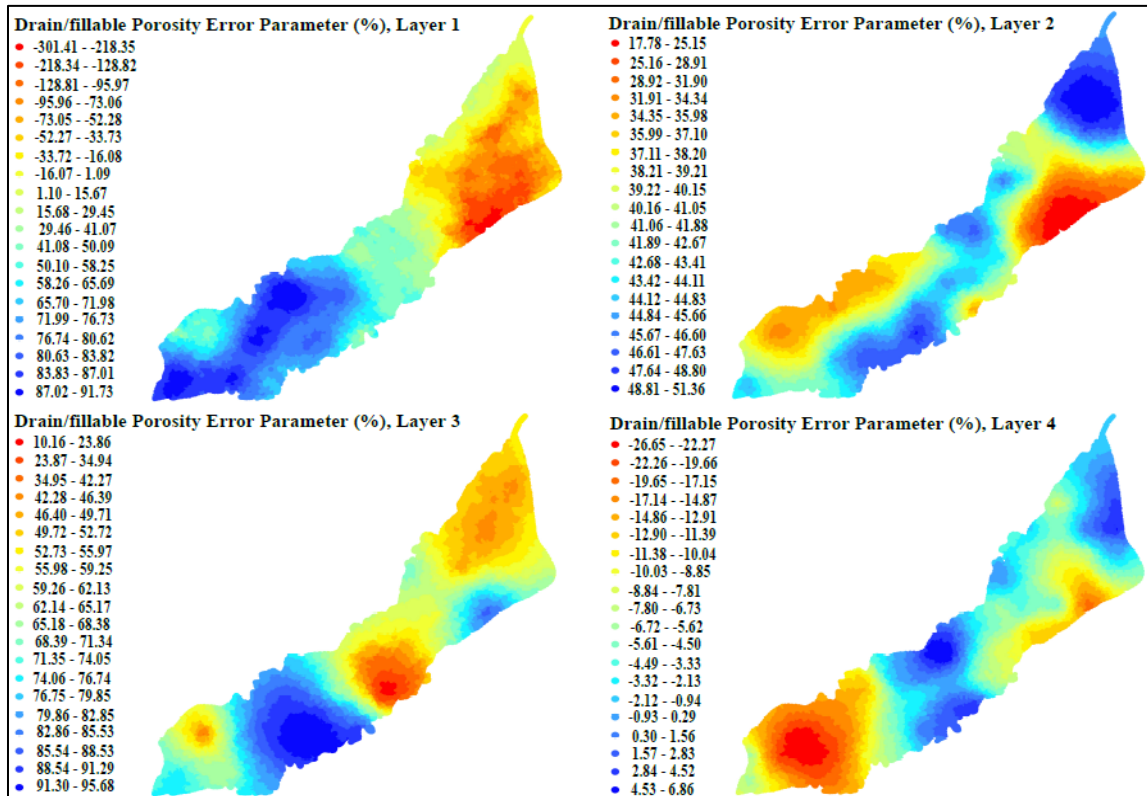 Drain/fillable Porosity Error Parameter (%), Layer 1
-301.41 - -218.35
-218.34 - -128.82
-128.81 - -95.97
-95.96 - -73.06
-73.05 - -52.28
-52.27 - -33.73
-33.72 - -16.08
-16.07 - 1.09
1.10 - 15.67
15.68 - 29.45
29.46 - 41.07
41.08 - 50.09
50.10 - 58.25
58.26 - 65.69
65.70 - 71.98
71.99 - 76.73
76.74 - 80.62
80.63 - 83.82
83.83 - 87.01
87.02 - 91.73
Drain/fillable Porosity Error Parameter (%), Layer 2
17.78 - 25.15
25.16 - 28.91
28.92 - 31.90
31.91 - 34.34
34.35 - 35.98
35.99 - 37.10
37.11 - 38.20
38.21 - 39.21
39.22 - 40.15
40.16 - 41.05
41.06 - 41.88
41.89 - 42.67
42.68 - 43.41
43.42 - 44.11
44.12 - 44.83
44.84 - 45.66
45.67 - 46.60
46.61 - 47.63
47.64 - 48.80
48.81 - 51.36
Drain/fillable Porosity Error Parameter (%), Layer 3
10.16 - 23.86
23.87 - 34.94
34.95 - 42.27
42.28 - 46.39
46.40 - 49.71
49.72 - 52.72
52.73 - 55.97
55.98 - 59.25
59.26 - 62.13
62.14 - 65.17
65.18 - 68.38
68.39 - 71.34
71.35 - 74.05
74.06 - 76.74
76.75 - 79.85
79.86 - 82.85
82.86 - 85.53
85.54 - 88.53
88.54 - 91.29
91.30 - 95.68
Drain/fillable Porosity Error Parameter (%), Layer 4
-26.65 - -22.27
-22.26 - -19.66
-19.65 - -17.15
-17.14 - -14.87
-14.86 - -12.91
-12.90 - -11.39
-11.38 - -10.04
-10.03 - -8.85
-8.84 - -7.81
-7.80 - -6.73
-6.72 - -5.62
-5.61 - -4.50
-4.49 - -3.33
-3.32 - -2.13
-2.12 - -0.94
-0.93 - 0.29
0.30 - 1.56
1.57 - 2.83
2.84 - 4.52
4.53 - 6.86